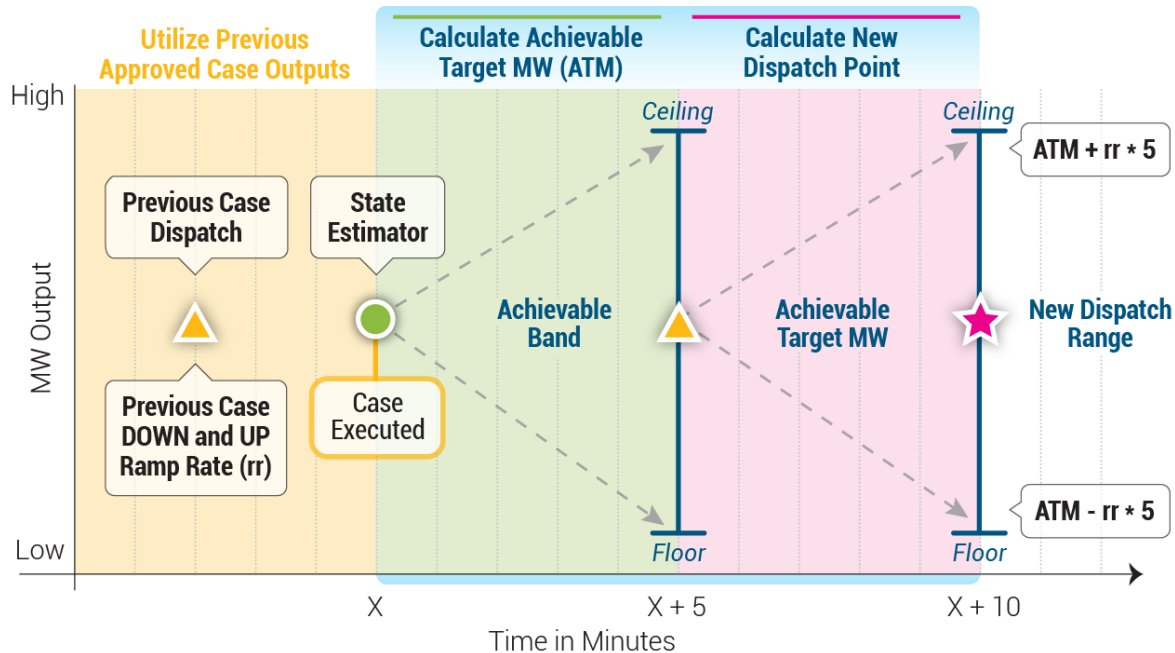 Utilize Previous
Approved Case Outputs
Calculate Achievable
Target MW (ATM)
Calculate New
Dispatch Point
High
Ceiling
Ceiling
ATM + rr * 5
Previous Case
Dispatch
State
Estimator
MW Output
Achievable
Band
Achievable
Target MW
New Dispatch
Range
Previous Case
DOWN and UP
Ramp Rate (rr)
Case
Executed
ATM - rr * 5
Low
Floor
Floor
X
X + 5
X + 10
Time in Minutes